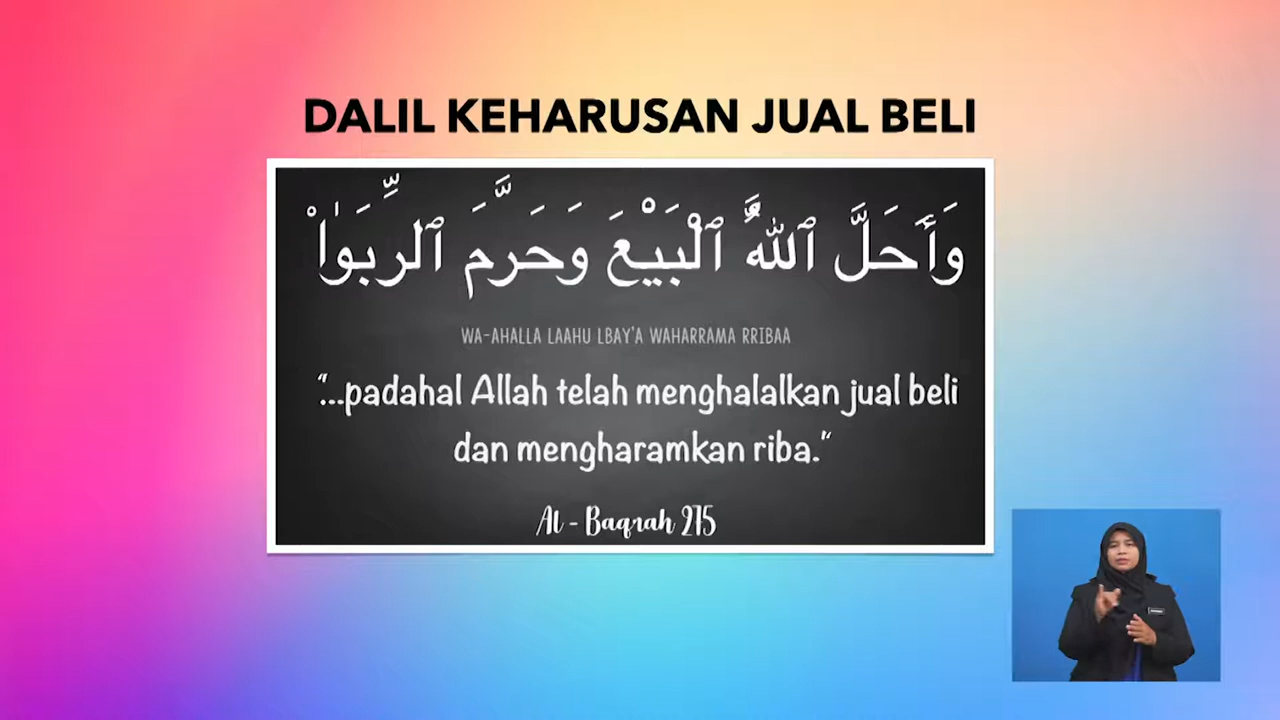 DALIL KEHARUSAN JUAL BELI
وَأَحَلَّ ٱللَّهُ ٱلْبَيْعَ وَحَرَّمَ ٱلرِّبَوٰا۟
WA-AHALLA LAAHU LBAY'A WAHARRAMA RRIBAA
"...padahal Allah telah menghalalkan jual beli
dan mengharamkan riba."
Al - Baqrah 275